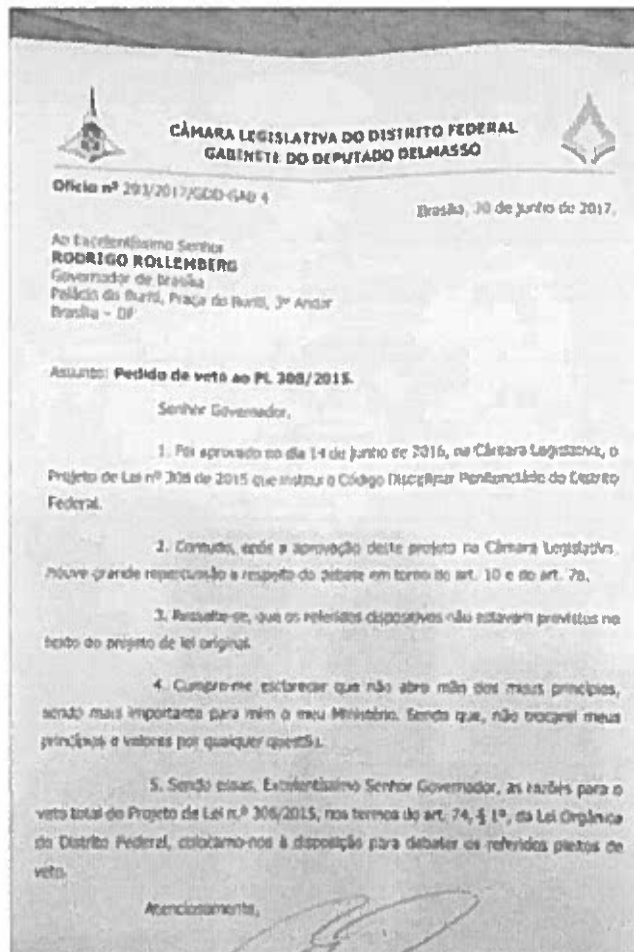 CÂMARA LEGISLATIVA DO DISTRITO FEDERAL
GABINETE DO DEPUTADO DELMASSO
Ofício nº 293/2017/GDD-GAB 4
Brasília, 30 de junho de 2017.
Ao Excelentíssimo Senhor
RODRIGO ROLLEMBERG
Governador de Brasília
Palácio do Buriti, Praça do Buriti, 3º Andar
Brasília – DF
Assunto: Pedido de veto ao PL 308/2015.
Senhor Governador,
1. Foi aprovado no dia 14 de junho de 2016, na Câmara Legislativa, o
Projeto de Lei nº 308 de 2015 que institui o Código Disciplinar Penitenciário do Distrito
Federal.
2. Contudo, após a aprovação deste projeto na Câmara Legislativa,
houve grande repercussão a respeito do debate em torno do art. 10 e do art. 78.
3. Ressalte-se, que os referidos dispositivos não estavam previstos no
texto do projeto de lei original.
4. Cumpre-me esclarecer que não abro mão dos meus princípios,
sendo mais importante para mim o meu Ministério. Sendo que, não trocarei meus
princípios e valores por qualquer questão.
5. Sendo essas, Excelentíssimo Senhor Governador, as razões para o
veto total do Projeto de Lei n.º 308/2015, nos termos do art. 74, § 1º, da Lei Orgânica
do Distrito Federal, colocamo-nos à disposição para debater os referidos pleitos de
veto.
Atenciosamente,